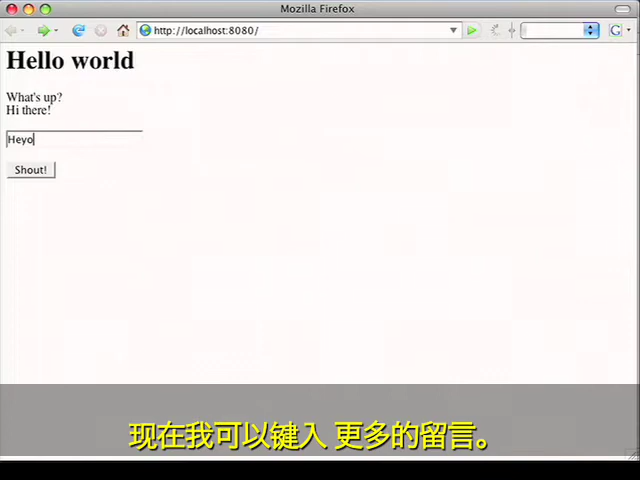 Mozilla Firefox
http://localhost:8080/
G
Hello world
What's up?
Hi there!
Heyo
Shout!
现在我可以键入 更多的留言。